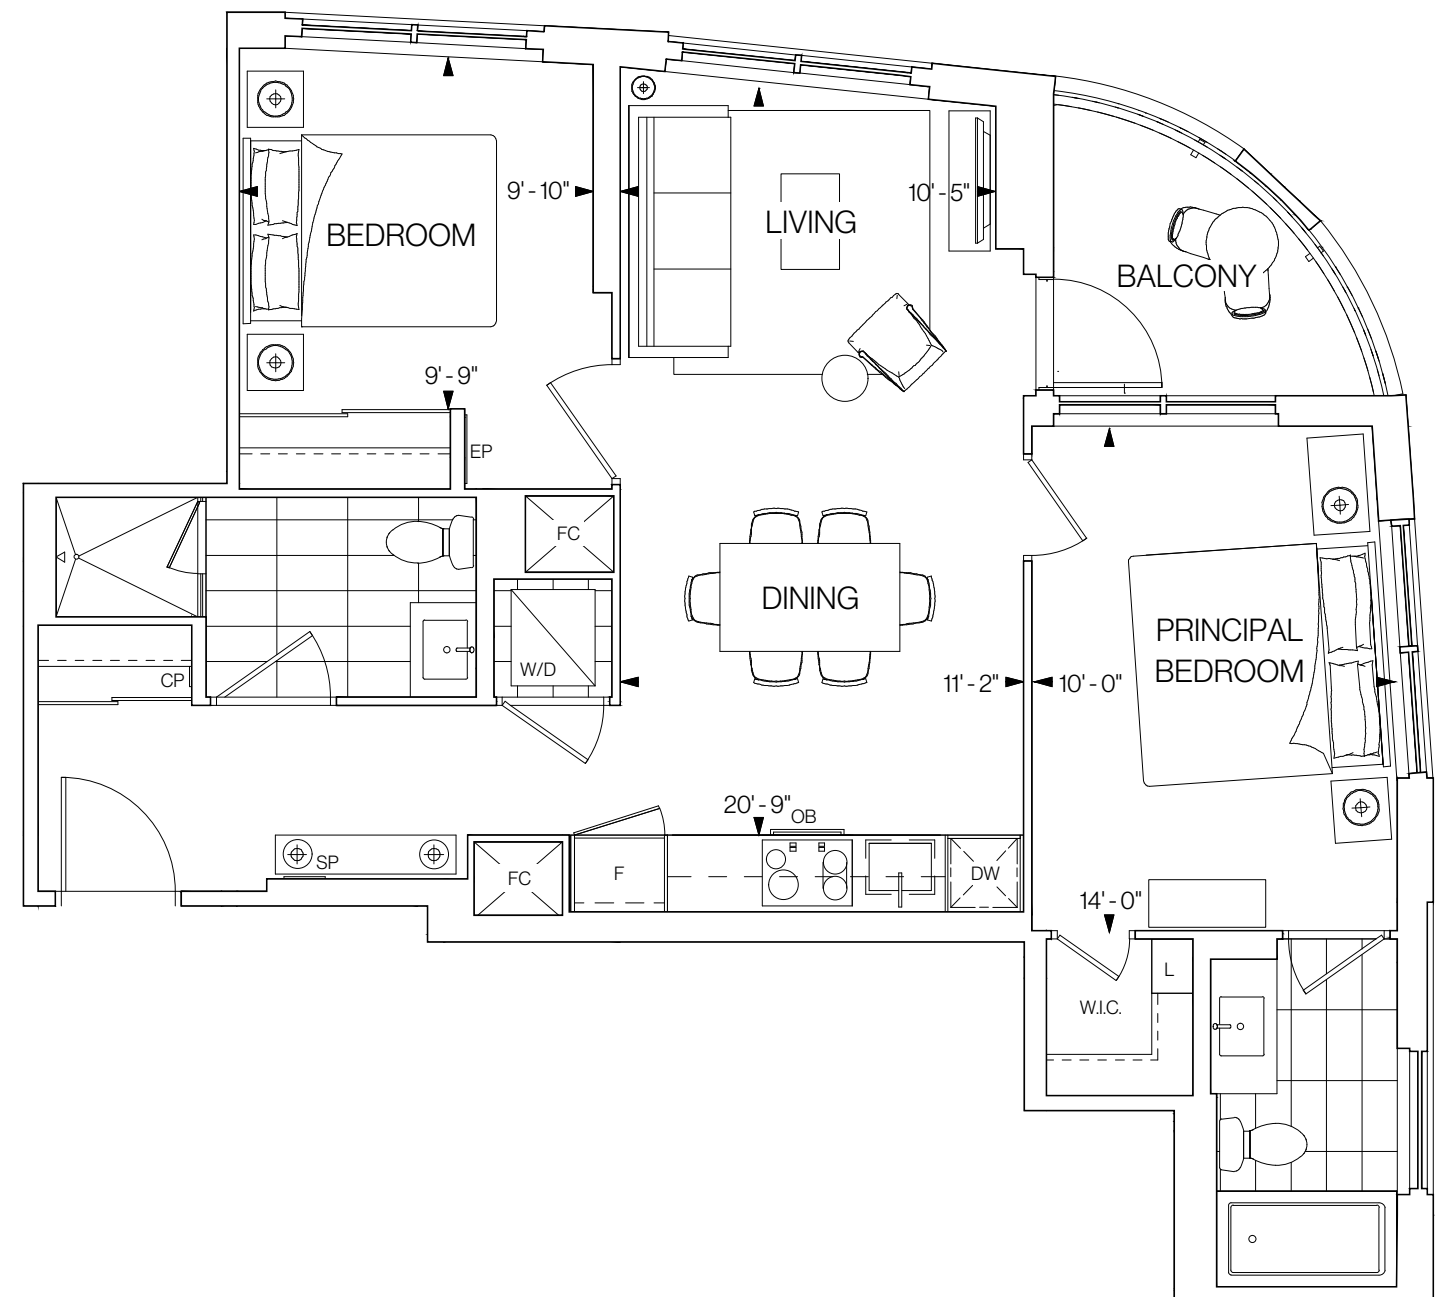 9'-10"
10'-5"
LIVING
BEDROOM
BALCONY
9'-9"
EP
FC
DINING
PRINCIPAL
BEDROOM
W/D
CP
11'-2"
10'-0"
20'-9"
OB
SP
FC
F
DW
14'-0"
L
W.I.C.